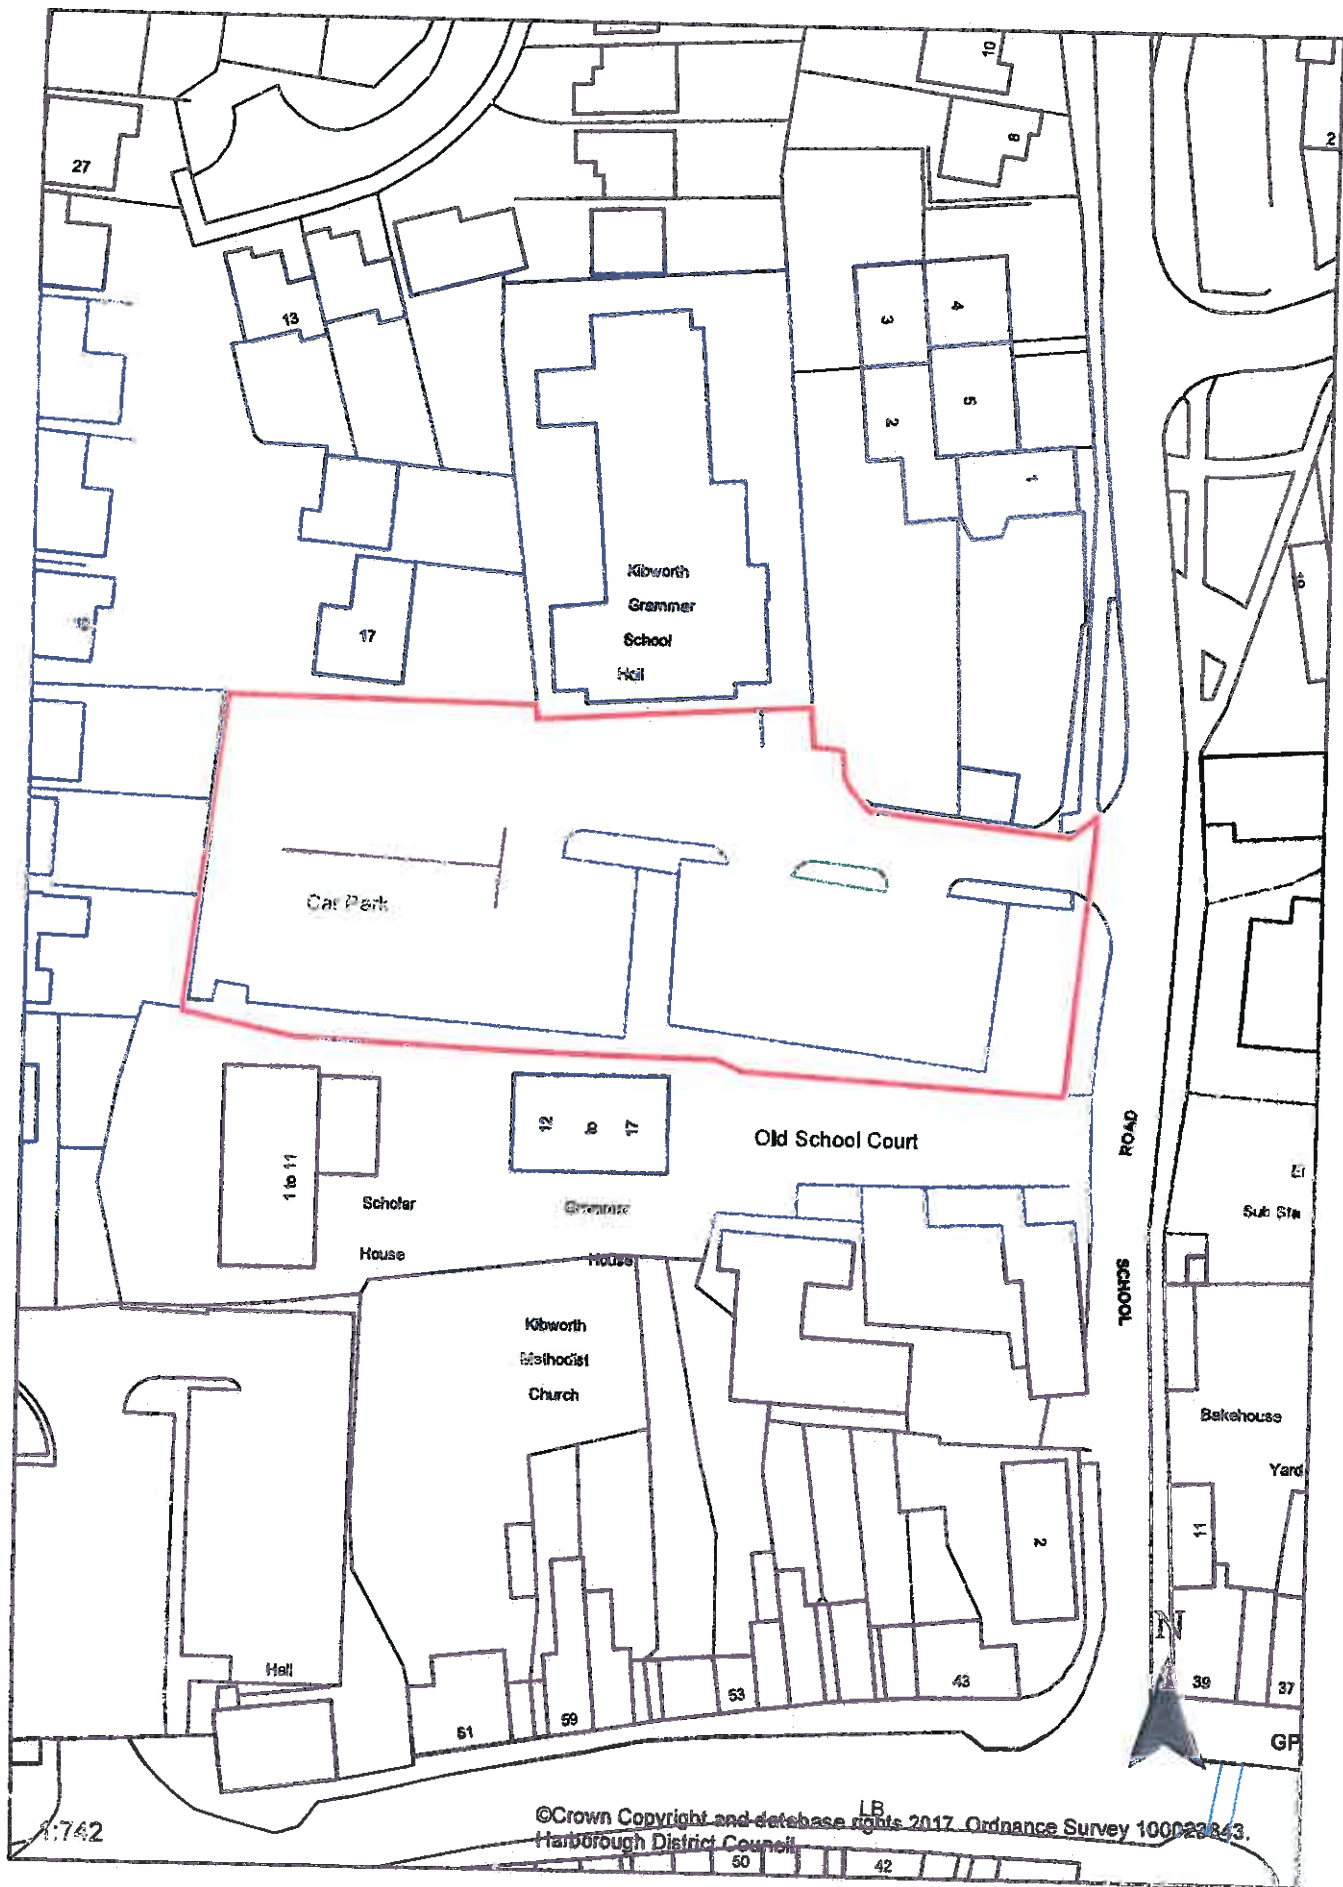 10
8
2
27
13
3
4
5
2
1
Kibworth
Grammar
School
Hall
17
Car Park
12
to
17
1 to 11
Old School Court
ROAD
SCHOOL
El
Sub Sta
Scholar
House
Grammar
House
Kibworth
Methodist
Church
Bakehouse
Yard
11
2
N
Hall
61
59
53
43
39
37
GP
LB
1:742
©Crown Copyright and database rights 2017 Ordnance Survey 100023843.
Harborough District Council
50
42